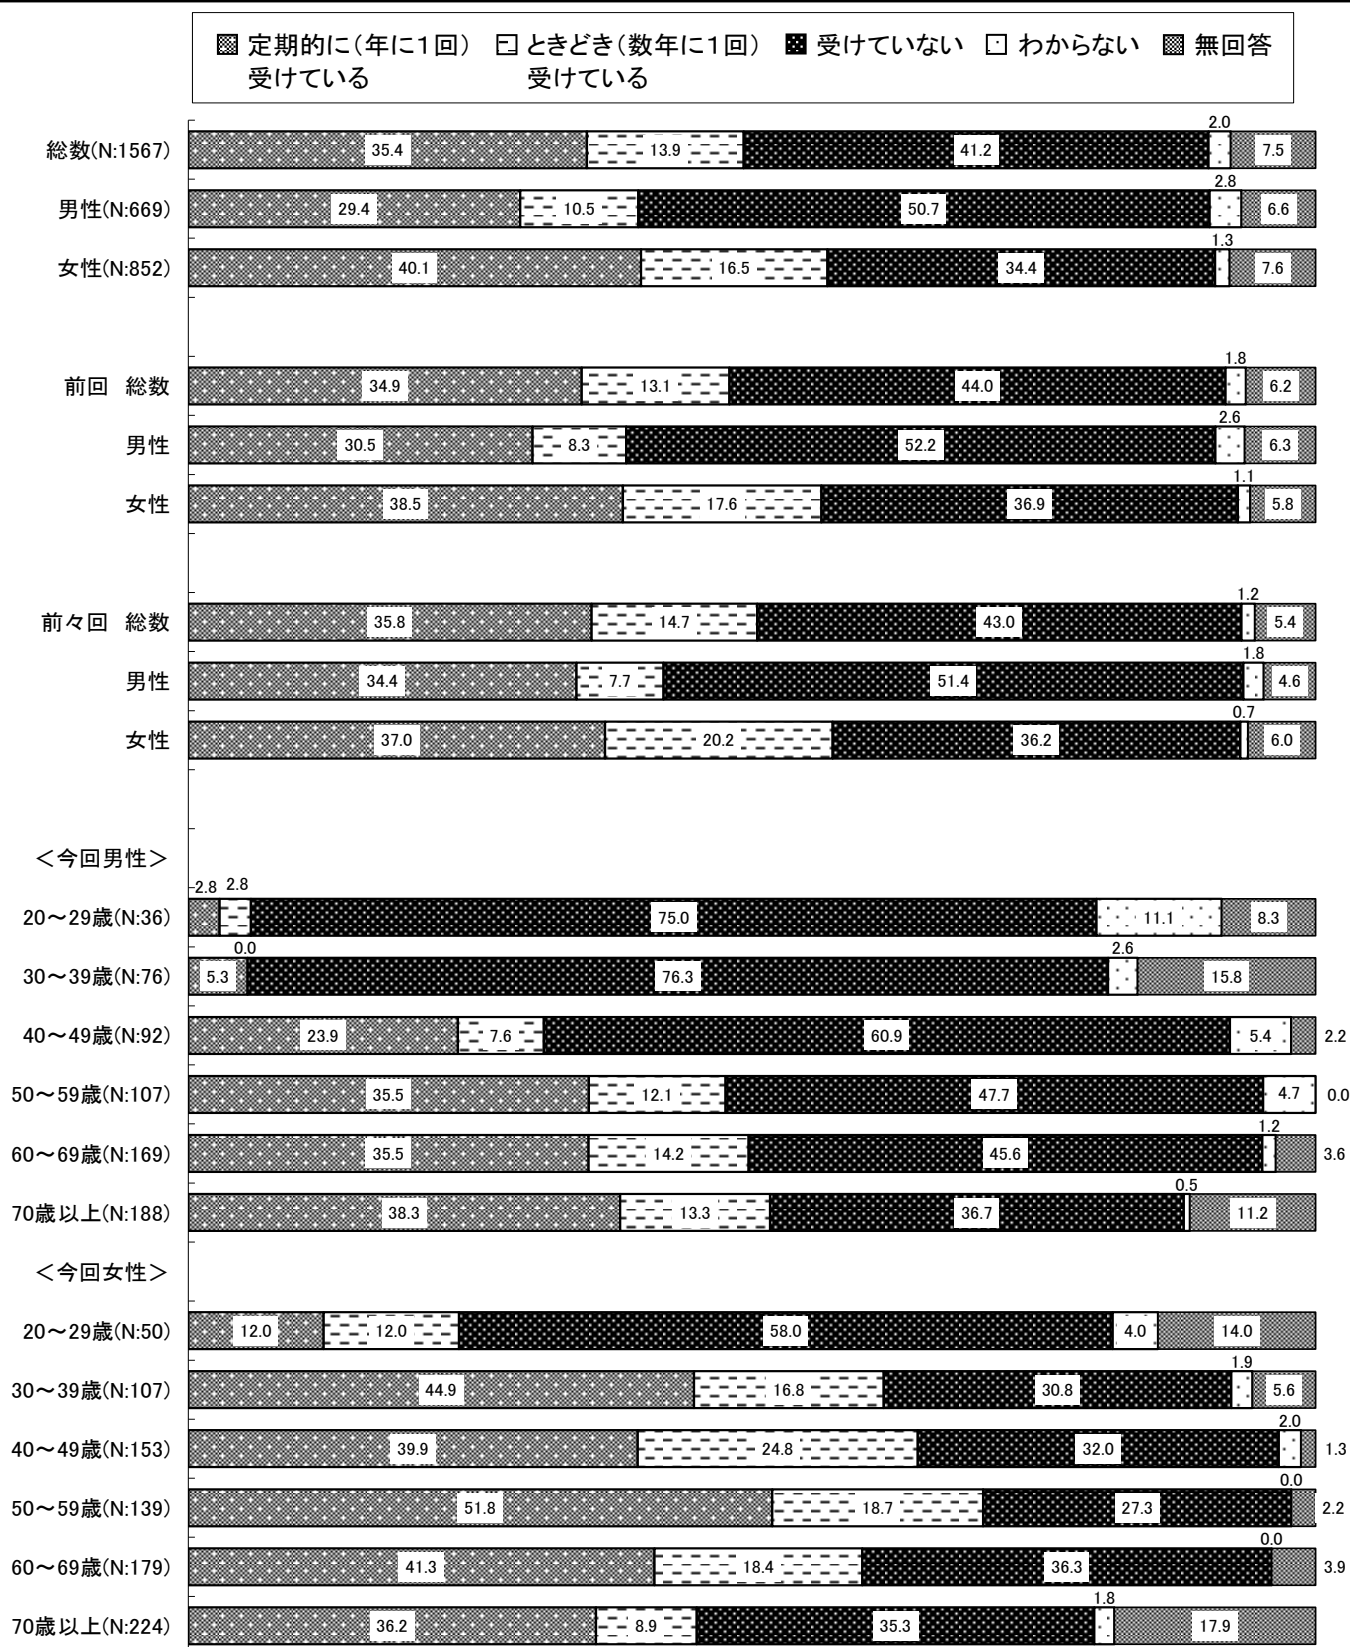 定期的に(年に1回) ときどき(数年に1回) 受けていない わからない 無回答
受けている 受けている
2.0
総数(N:1567) 35.4 13.9 41.2 7.5
2.8
男性(N:669) 29.4 10.5 50.7 6.6
1.3
女性(N:852) 40.1 16.5 34.4 7.6
1.8
前回 総数 34.9 13.1 44.0 6.2
2.6
男性 30.5 8.3 52.2 6.3
1.1
女性 38.5 17.6 36.9 5.8
1.2
前々回 総数 35.8 14.7 43.0 5.4
1.8
男性 34.4 7.7 51.4 4.6
0.7
女性 37.0 20.2 36.2 6.0
<今回男性>
2.8 2.8
20~29歳(N:36) 75.0 11.1 8.3
0.0 2.6
30~39歳(N:76) 5.3 76.3 15.8
40~49歳(N:92) 23.9 7.6 60.9 5.4 2.2
50~59歳(N:107) 35.5 12.1 47.7 4.7 0.0
1.2
60~69歳(N:169) 35.5 14.2 45.6 3.6
0.5
70歳以上(N:188) 38.3 13.3 36.7 11.2
<今回女性>
20~29歳(N:50) 12.0 12.0 58.0 4.0 14.0
1.9
30~39歳(N:107) 44.9 16.8 30.8 5.6
2.0
40~49歳(N:153) 39.9 24.8 32.0 1.3
0.0
50~59歳(N:139) 51.8 18.7 27.3 2.2
0.0
60~69歳(N:179) 41.3 18.4 36.3 3.9
1.8
70歳以上(N:224) 36.2 8.9 35.3 17.9